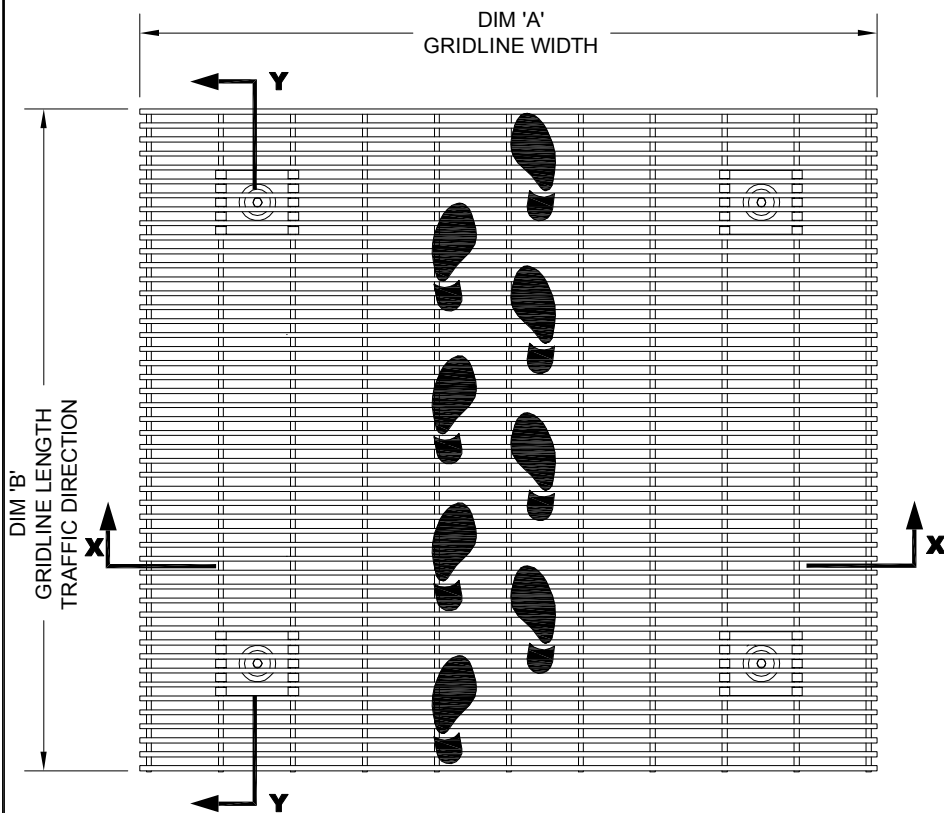 DIM 'A'
GRIDLINE WIDTH
Y
DIM 'B'
GRIDLINE LENGTH
TRAFFIC DIRECTION
X
X
Y